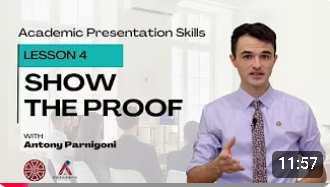 Academic Presentation Skills
LESSON 4
SHOW
THE PROOF
WITH
Antony Parnigoni
11:57